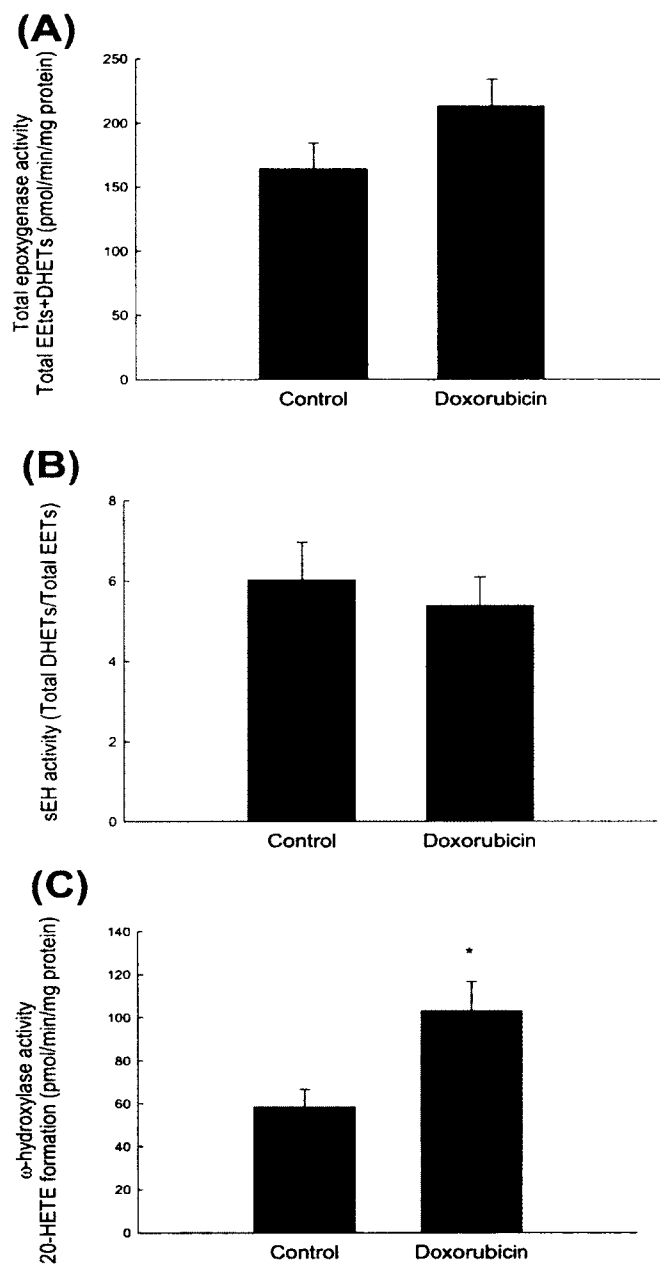 (A)
Total epoxygenase activity
Total EEts+DHETs (pmol/min/mg protein)
250
200
150
100
50
0
Control Doxorubicin
(B)
sEH activity (Total DHETs/Total EETs)
8
6
4
2
0
Control Doxorubicin
(C)
ω-hydroxylase activity
20-HETE formation (pmol/min/mg protein)
140
120
100
80
60
40
20
0
*
Control Doxorubicin